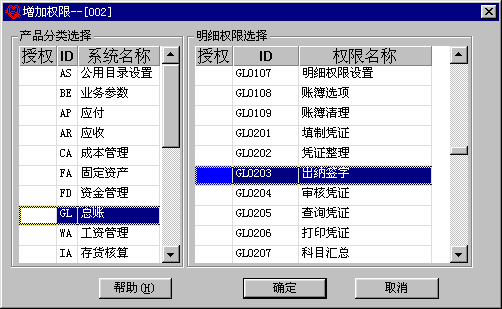 增加权限--[002]
产品分类选择
授权 ID 系统名称
AS 公用目录设置
BE 业务参数
AP 应付
AR 应收
CA 成本管理
FA 固定资产
FD 资金管理
GL 总账
WA 工资管理
IA 存货核算
明细权限选择
授权 ID 权限名称
GL0107 明细权限设置
GL0108 账簿选项
GL0109 账簿清理
GL0201 填制凭证
GL0202 凭证整理
GL0203 出纳签字
GL0204 审核凭证
GL0205 查询凭证
GL0206 打印凭证
GL0207 科目汇总
帮助(H) 确定 取消